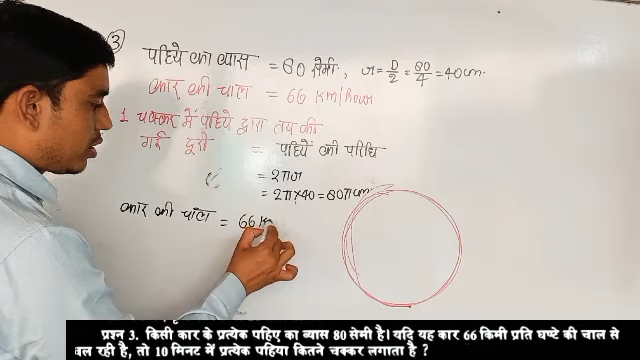 3
पहिये का व्यास = 80 सेमी, r = D/2 = 80/4 = 40 cm.
कार की चाल = 66 Km/hour
1 चक्कर में पहिये द्वारा तय की
गई दूरी = पहिये की परिधि
= 2πr
= 2π×40 = 80π cm
कार की चाल = 66 K
प्रश्न 3. किसी कार के प्रत्येक पहिए का व्यास 80 सेमी है। यदि यह कार 66 किमी प्रति घण्टे की चाल से
चल रही है, तो 10 मिनट में प्रत्येक पहिया कितने चक्कर लगाता है ?